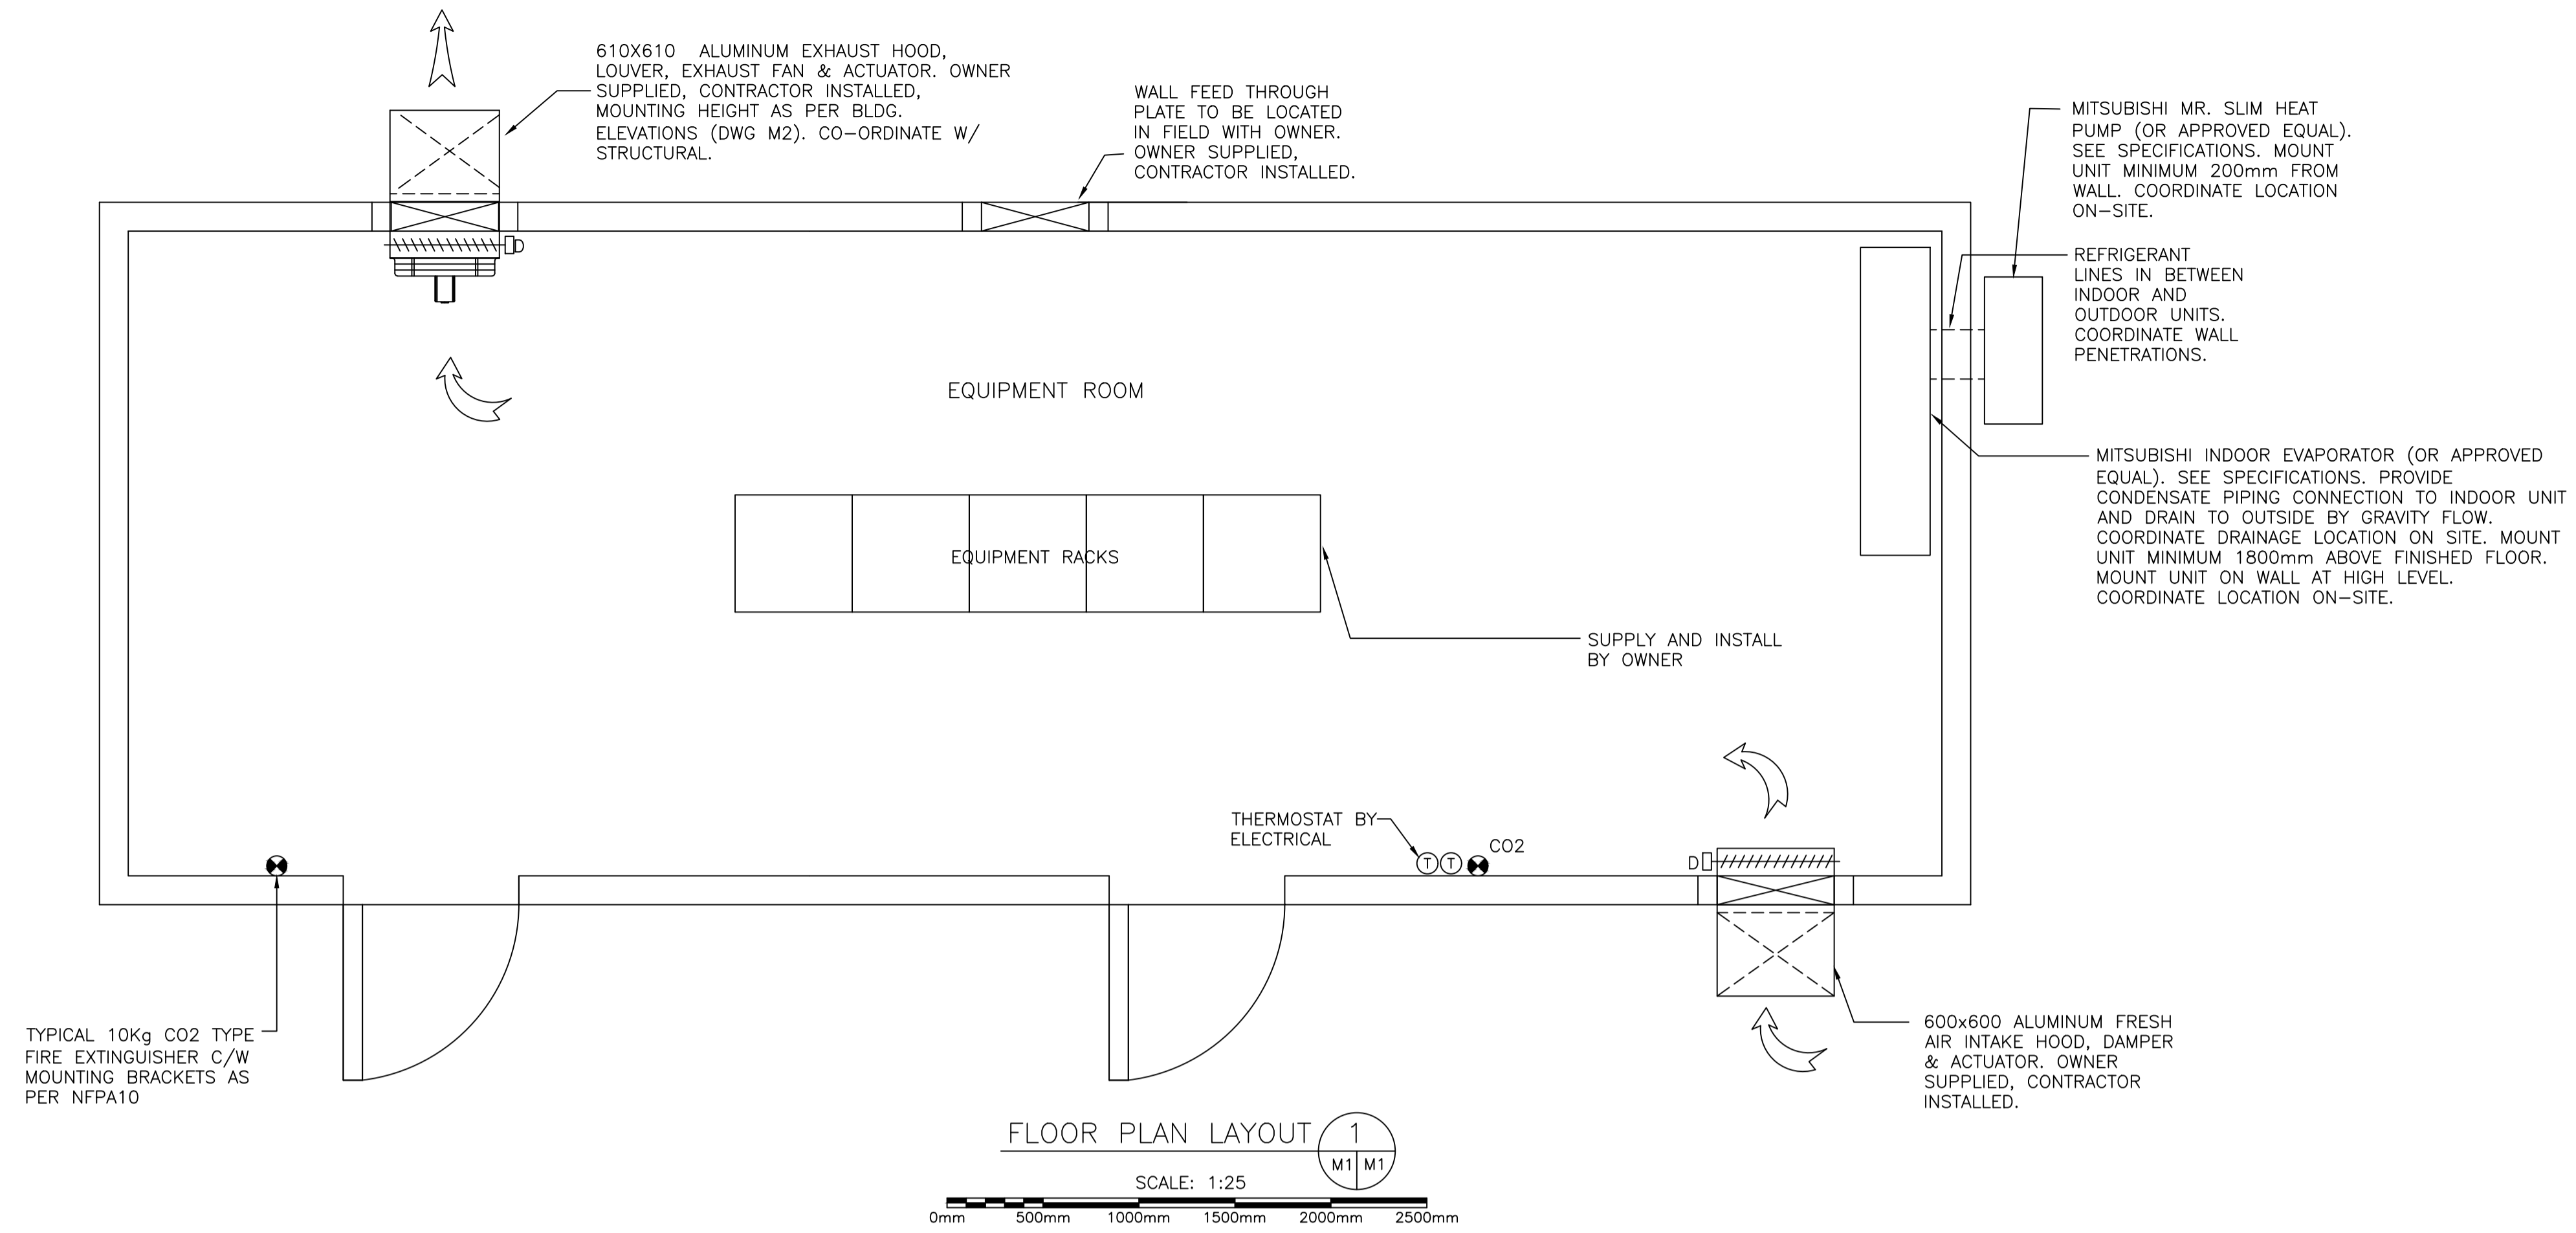 610X610 ALUMINUM EXHAUST HOOD,
LOUVER, EXHAUST FAN & ACTUATOR. OWNER
SUPPLIED, CONTRACTOR INSTALLED,
MOUNTING HEIGHT AS PER BLDG.
ELEVATIONS (DWG M2). CO-ORDINATE W/
STRUCTURAL.
WALL FEED THROUGH
PLATE TO BE LOCATED
IN FIELD WITH OWNER.
OWNER SUPPLIED,
CONTRACTOR INSTALLED.
MITSUBISHI MR. SLIM HEAT
PUMP (OR APPROVED EQUAL).
SEE SPECIFICATIONS. MOUNT
UNIT MINIMUM 200mm FROM
WALL. COORDINATE LOCATION
ON-SITE.
REFRIGERANT
LINES IN BETWEEN
INDOOR AND
OUTDOOR UNITS.
COORDINATE WALL
PENETRATIONS.
D
EQUIPMENT ROOM
MITSUBISHI INDOOR EVAPORATOR (OR APPROVED
EQUAL). SEE SPECIFICATIONS. PROVIDE
CONDENSATE PIPING CONNECTION TO INDOOR UNIT
AND DRAIN TO OUTSIDE BY GRAVITY FLOW.
COORDINATE DRAINAGE LOCATION ON SITE. MOUNT
UNIT MINIMUM 1800mm ABOVE FINISHED FLOOR.
MOUNT UNIT ON WALL AT HIGH LEVEL.
COORDINATE LOCATION ON-SITE.
EQUIPMENT RACKS
SUPPLY AND INSTALL
BY OWNER
THERMOSTAT BY
ELECTRICAL
T T
CO2
D
TYPICAL 10Kg CO2 TYPE
FIRE EXTINGUISHER C/W
MOUNTING BRACKETS AS
PER NFPA10
600x600 ALUMINUM FRESH
AIR INTAKE HOOD, DAMPER
& ACTUATOR. OWNER
SUPPLIED, CONTRACTOR
INSTALLED.
FLOOR PLAN LAYOUT
1
M1 M1
SCALE: 1:25
0mm 500mm 1000mm 1500mm 2000mm 2500mm